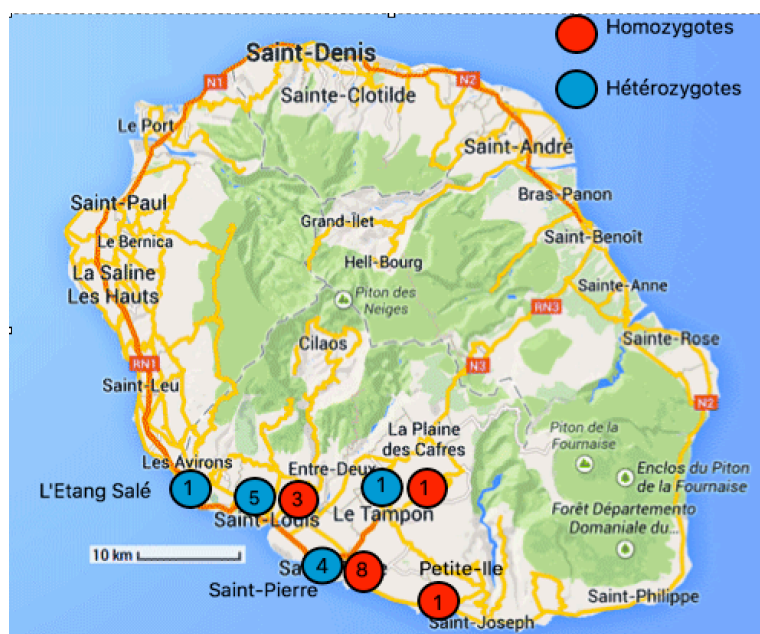 Homozygotes
Hétérozygotes
Saint-Denis
N1
N2
Sainte-Clotilde
Le Port
Saint-André
Bras-Panon
Saint-Paul
Grand-Îlet
Saint-Benoît
Le Bernica
Hell-Bourg
La Saline
Les Hauts
Sainte-Anne
Piton des
Neiges
RN3
Cilaos
Sainte-Rose
RN1
N3
Saint-Leu
N2
La Plaine
des Cafres
Piton de la
Fournaise
Les Avirons
Entre-Deux
Enclos du Piton
de la Fournaise
L'Etang Salé
1
5
3
1
1
Saint-Louis
Le Tampon
Forêt Départemento
Domaniale du...
10 km
4
8
Petite-Ile
Saint-Pierre
1
Saint-Philippe
Saint-Joseph